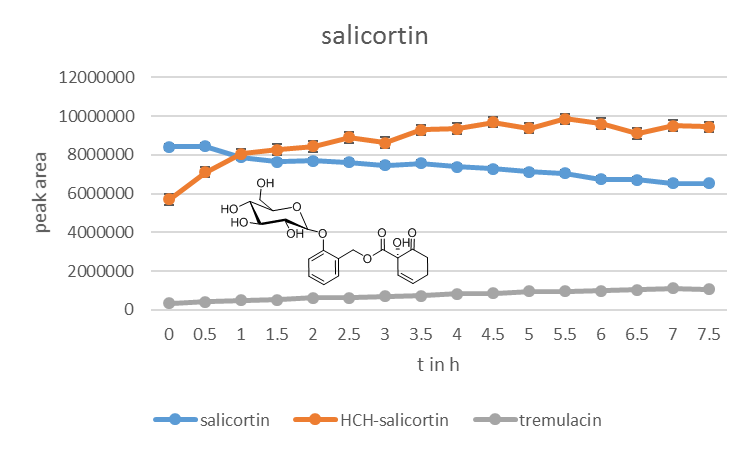 salicortin
peak area
12000000
10000000
8000000
6000000
4000000
2000000
0
OH
HO
O
HO
OH
O
O
O
OH
O
0 0.5 1 1.5 2 2.5 3 3.5 4 4.5 5 5.5 6 6.5 7 7.5
t in h
salicortin HCH-salicortin tremulacin